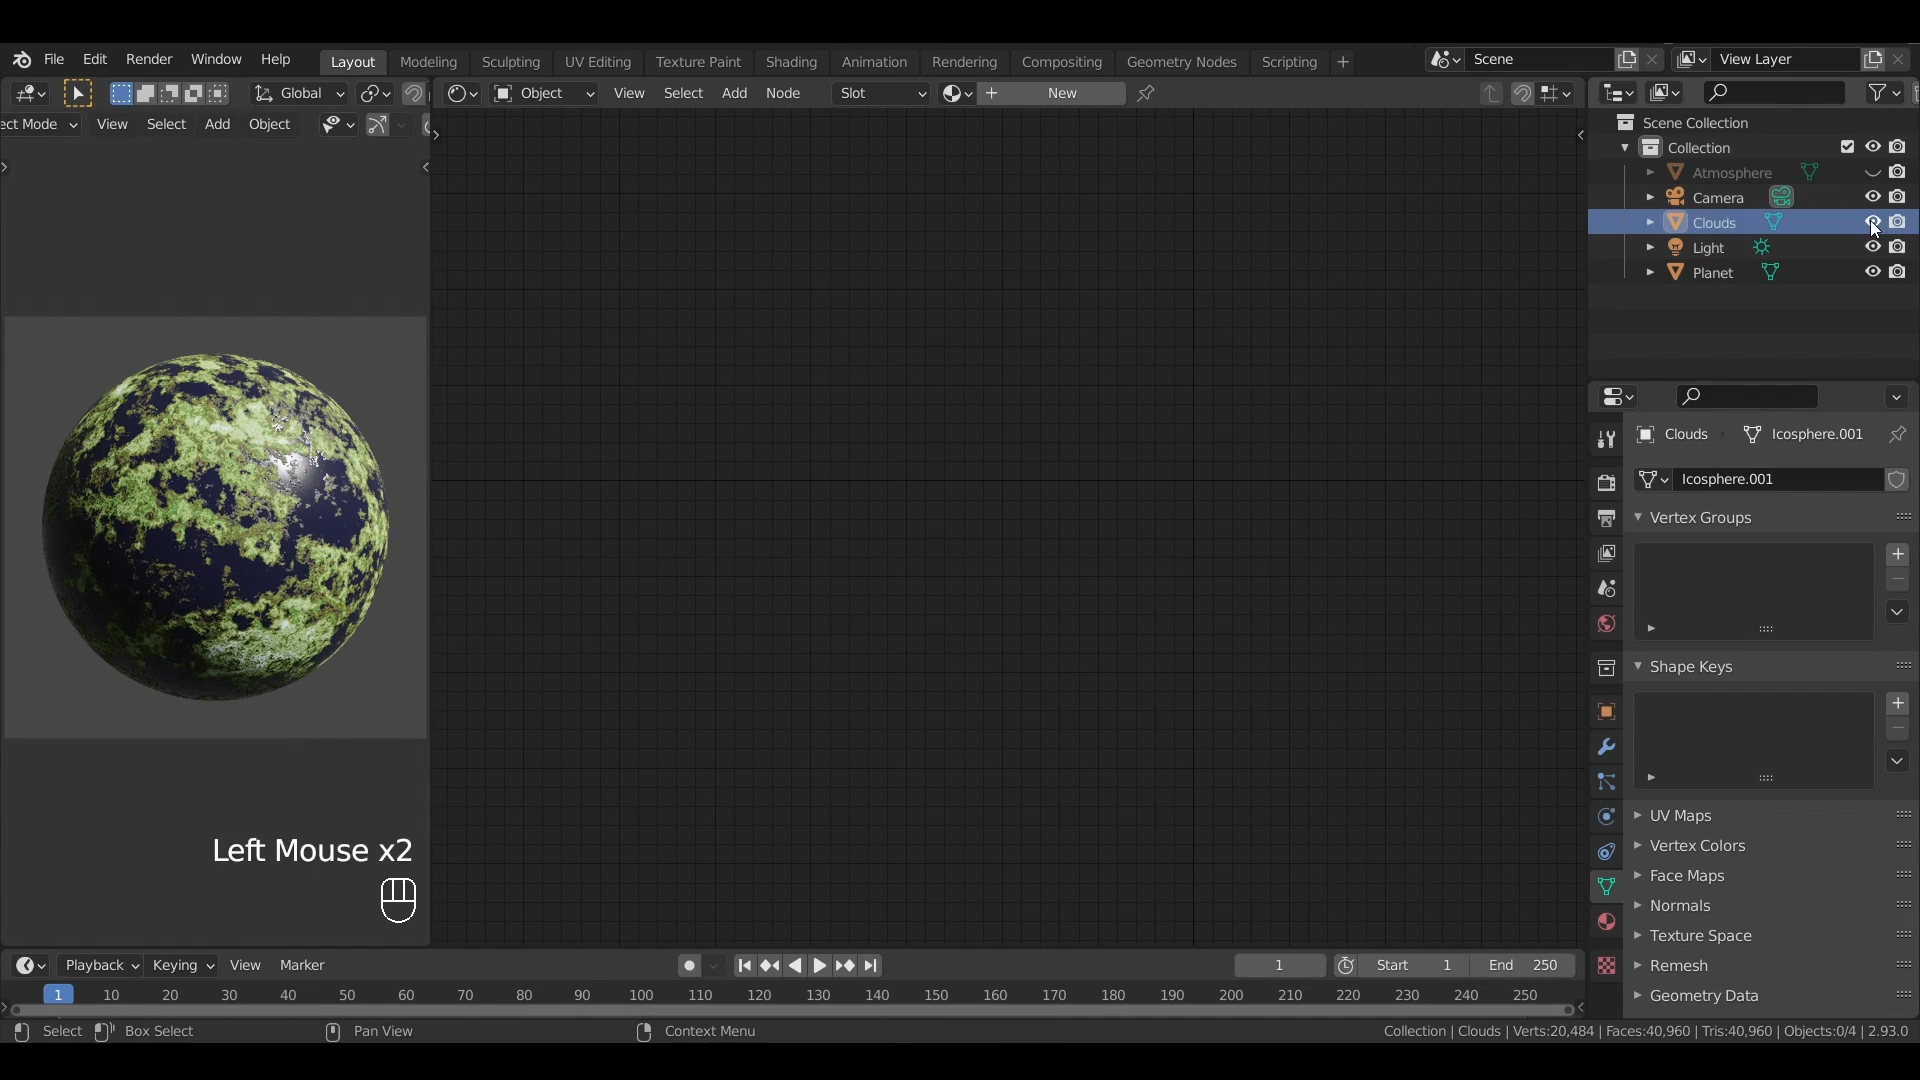 File Edit Render Window Help Layout Modeling Sculpting UV Editing Texture Paint Shading Animation Rendering Compositing Geometry Nodes Scripting + Scene View Layer
Global Object View Select Add Node Slot New
ect Mode View Select Add Object
Scene Collection
Collection
Atmosphere
Camera
Clouds
Light
Planet
Clouds Icosphere.001
Icosphere.001
Vertex Groups
Shape Keys
UV Maps
Vertex Colors
Face Maps
Normals
Texture Space
Remesh
Geometry Data
Left Mouse x2
Playback Keying View Marker 1 Start 1 End 250
1 10 20 30 40 50 60 70 80 90 100 110 120 130 140 150 160 170 180 190 200 210 220 230 240 250
Select Box Select Pan View Context Menu Collection | Clouds | Verts:20,484 | Faces:40,960 | Tris:40,960 | Objects:0/4 | 2.93.0